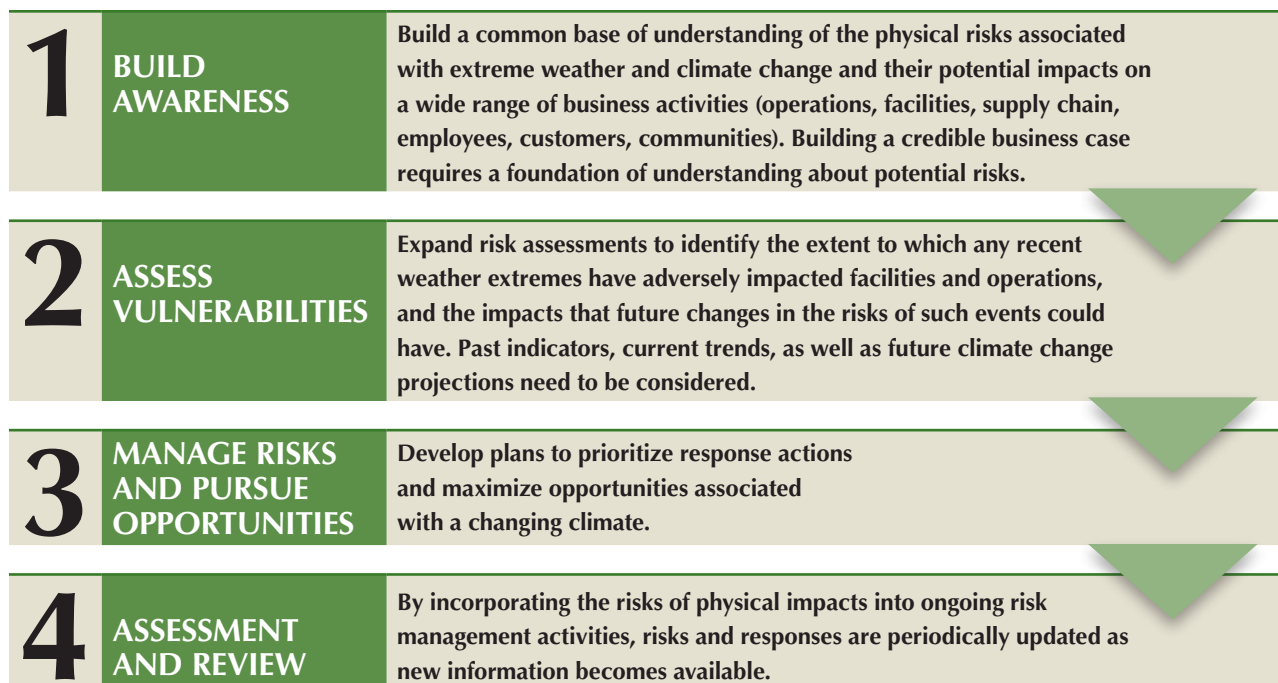 1
BUILD
AWARENESS
Build a common base of understanding of the physical risks associated
with extreme weather and climate change and their potential impacts on
a wide range of business activities (operations, facilities, supply chain,
employees, customers, communities). Building a credible business case
requires a foundation of understanding about potential risks.
2
ASSESS
VULNERABILITIES
Expand risk assessments to identify the extent to which any recent
weather extremes have adversely impacted facilities and operations,
and the impacts that future changes in the risks of such events could
have. Past indicators, current trends, as well as future climate change
projections need to be considered.
3
MANAGE RISKS
AND PURSUE
OPPORTUNITIES
Develop plans to prioritize response actions
and maximize opportunities associated
with a changing climate.
4
ASSESSMENT
AND REVIEW
By incorporating the risks of physical impacts into ongoing risk
management activities, risks and responses are periodically updated as
new information becomes available.